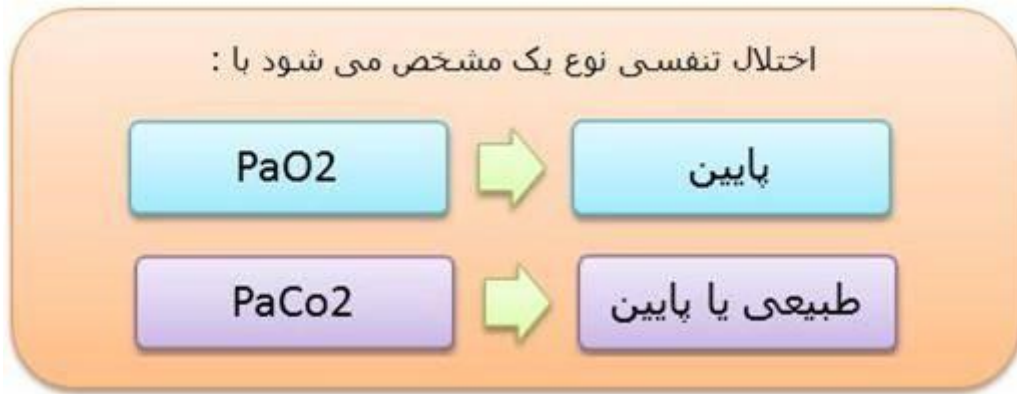 اختلال تنفسی نوع یک مشخص می شود با :
PaO2
پایین
PaCo2
طبیعی یا پایین